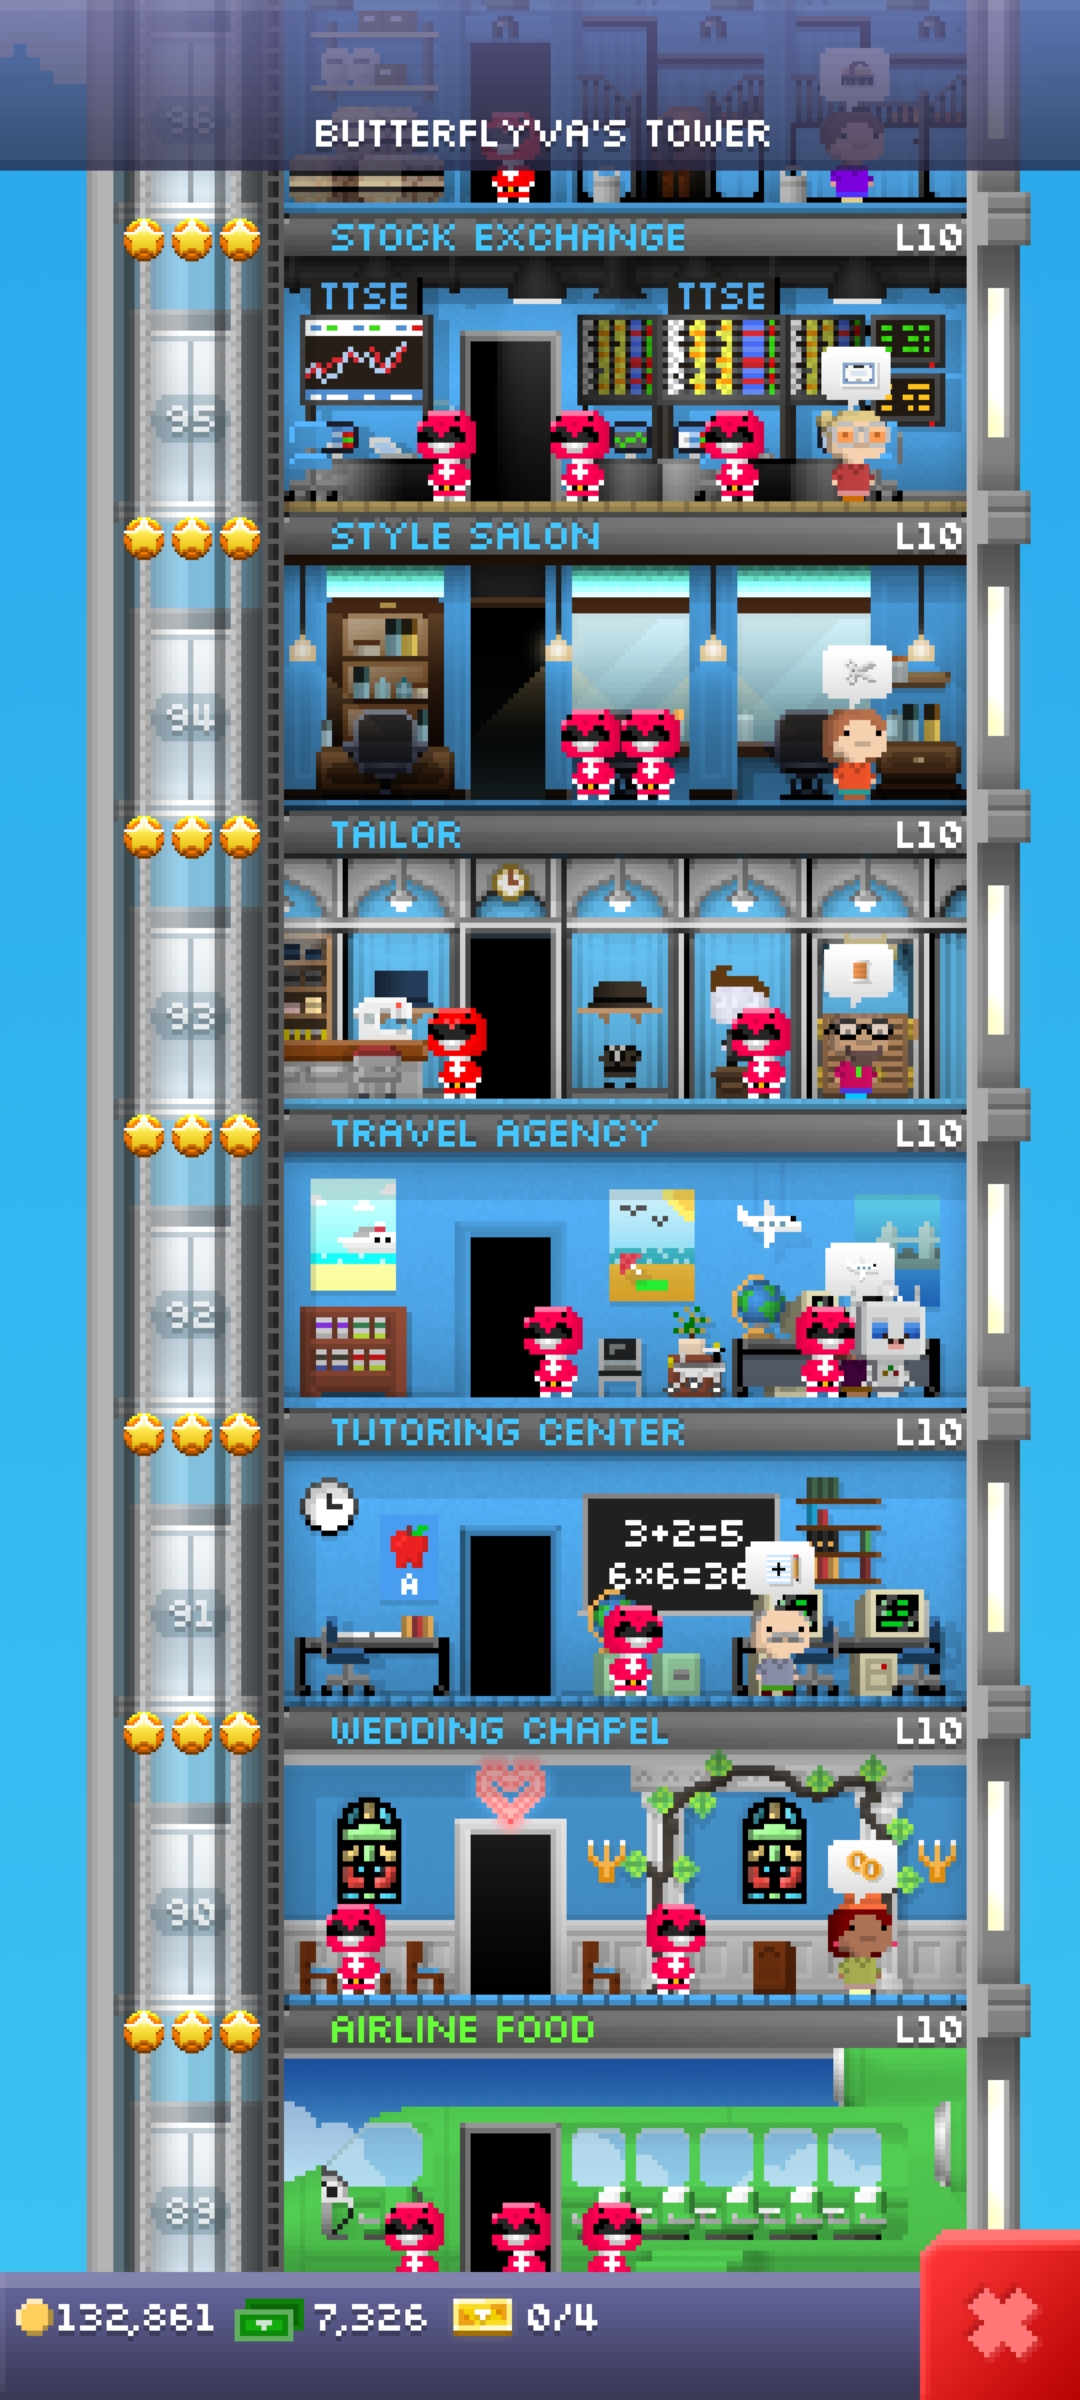 BUTTERFLYVA'S TOWER
STOCK EXCHANGE L10
TTSE TTSE
95
STYLE SALON L10
94
TAILOR L10
93
TRAVEL AGENCY L10
92
TUTORING CENTER L10
3+2=5
6x6=36
A
91
WEDDING CHAPEL L10
90
AIRLINE FOOD L10
89
132,861 7,326 0/4